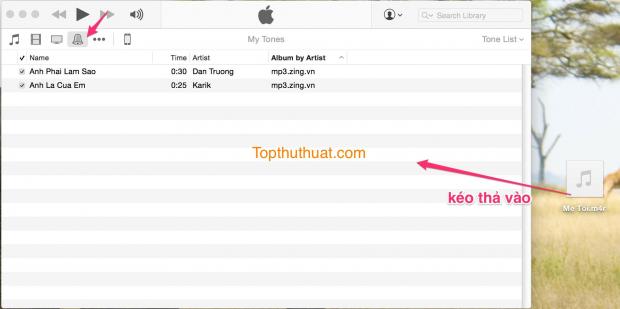 Search Library
My Tones
Tone List
Name Time Artist Album by Artist
Anh Phai Lam Sao 0:30 Dan Truong mp3.zing.vn
Anh La Cua Em 0:25 Karik mp3.zing.vn
Topthuthuat.com
kéo thả vào
Me Toi.m4r